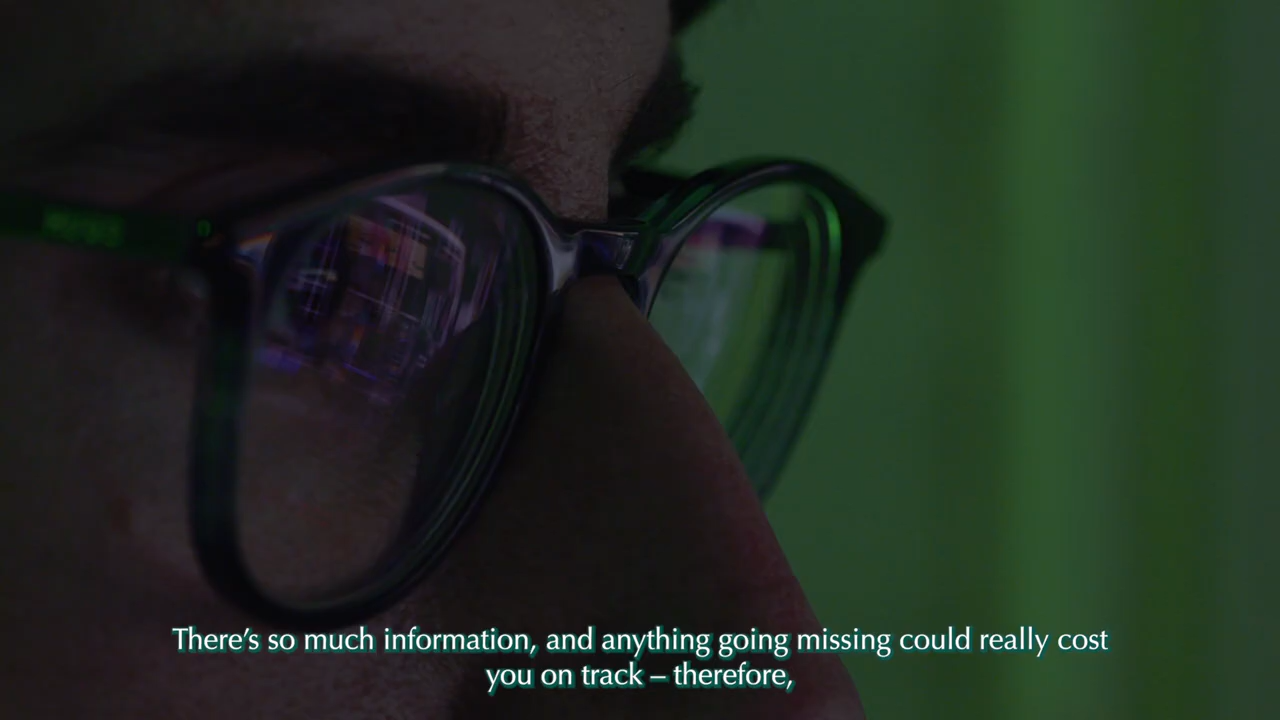 There's so much information, and anything going missing could really cost
you on track – therefore,